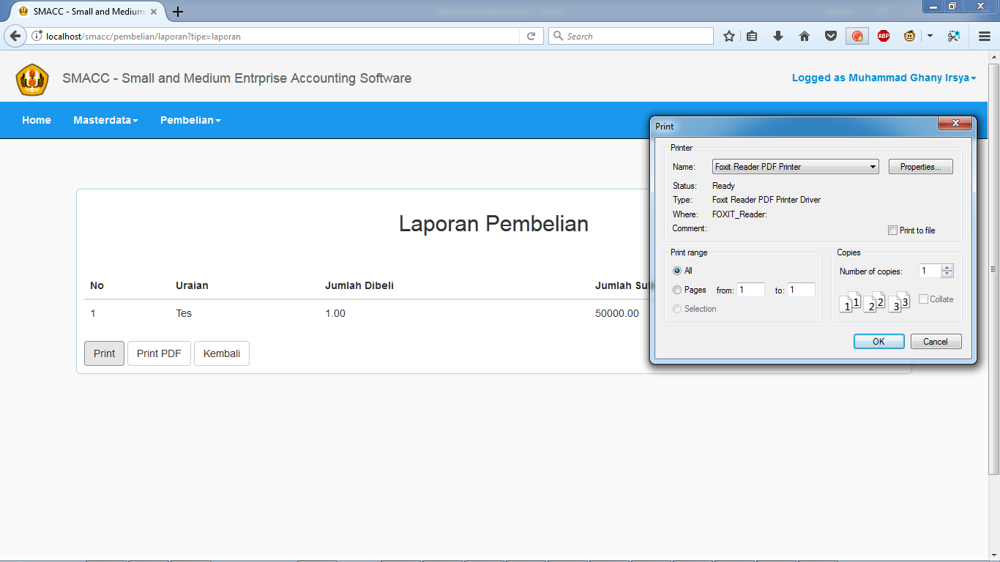 SMACC - Small and Medium
localhost/smacc/pembelian/laporan?tipe=laporan
Search
ABP
SMACC - Small and Medium Entrprise Accounting Software
Logged as Muhammad Ghany Irsya
Home Masterdata Pembelian
Laporan Pembelian
No Uraian Jumlah Dibeli Jumlah
1 Tes 1.00 50000.00
Print Print PDF Kembali
Print
Printer
Name: Foxit Reader PDF Printer Properties...
Status: Ready
Type: Foxit Reader PDF Printer Driver
Where: FOXIT_Reader:
Comment:
Print to file
Print range
All
Pages from: 1 to: 1
Selection
Copies
Number of copies: 1
1 1 2 2 3 3
Collate
OK Cancel